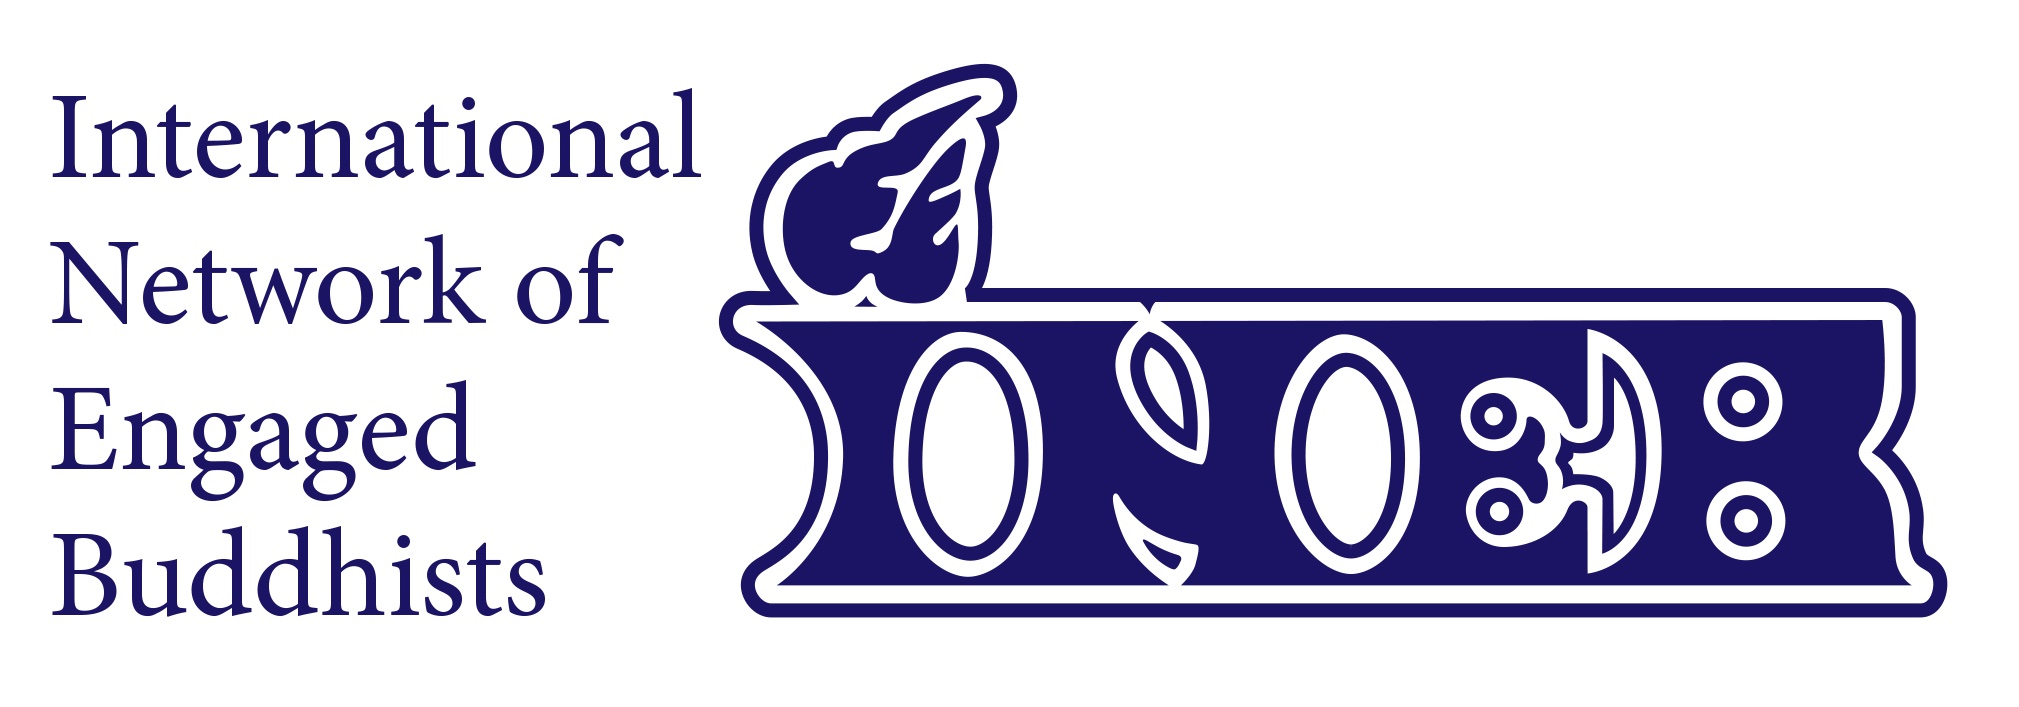 International
Network of
Engaged
Buddhists